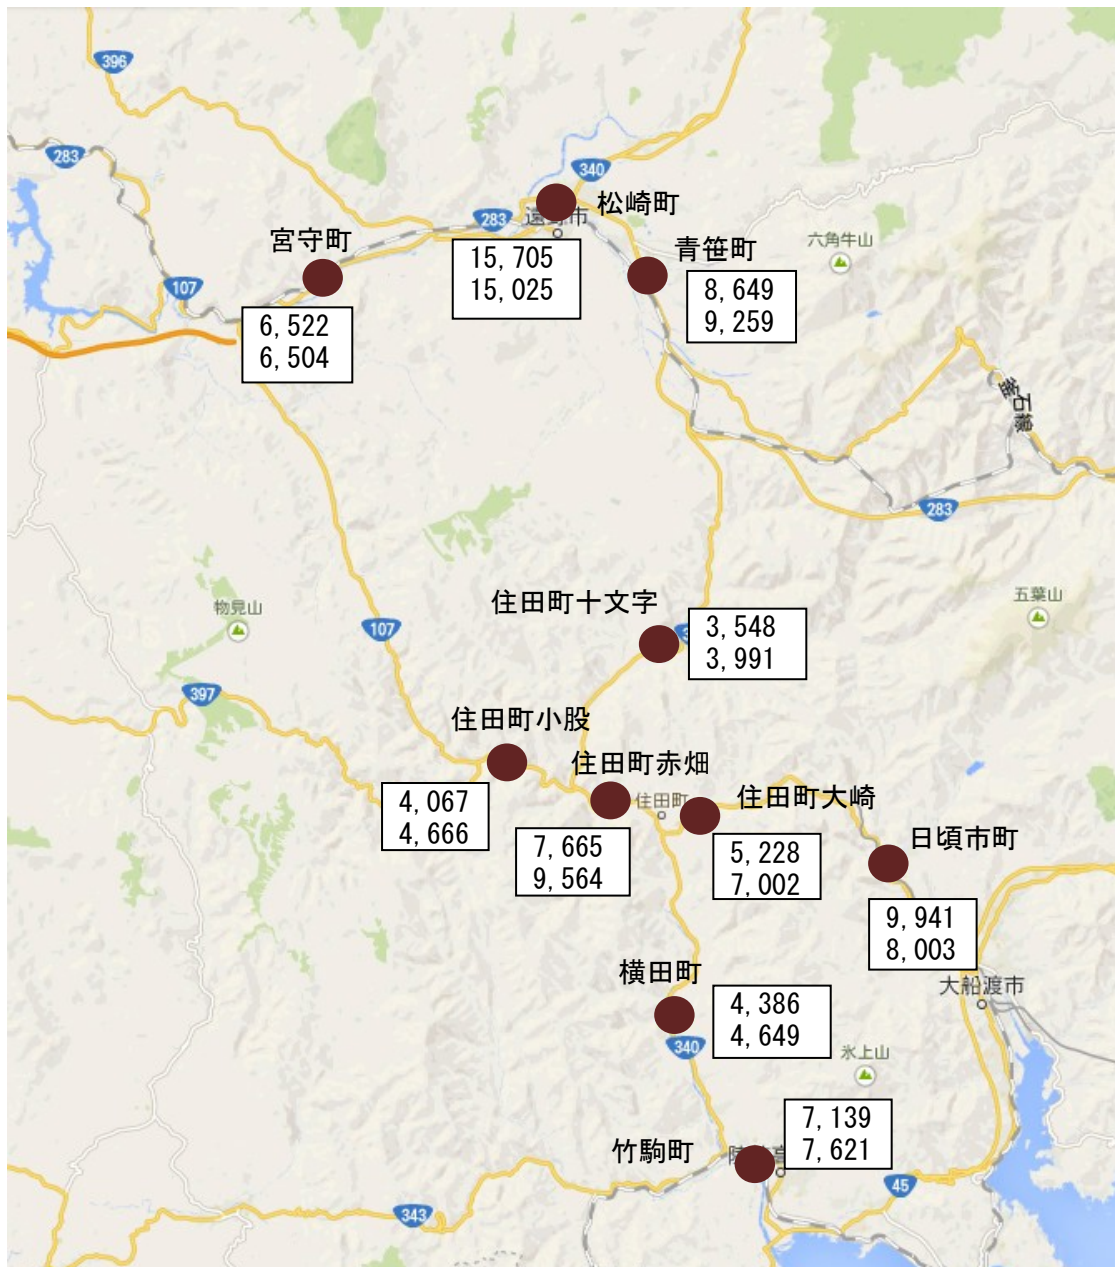 396
283
340
松崎町
283
宮守町
15,705
15,025
青笹町
六角牛山
8,649
9,259
107
6,522
6,504
釜石線
283
住田町十文字
3,548
3,991
五葉山
物見山
107
397
住田町小股
住田町赤畑
住田町
住田町大崎
4,067
4,666
7,665
9,564
5,228
7,002
日頃市町
9,941
8,003
大船渡市
横田町
4,386
4,649
340
氷上山
7,139
7,621
竹駒町
45
343